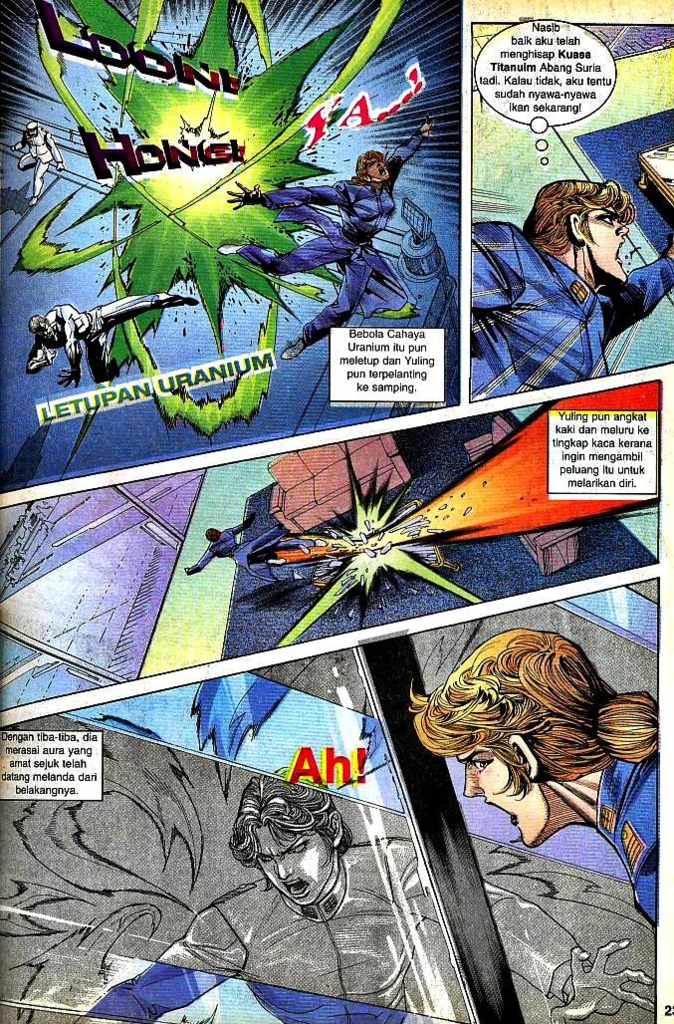 LOONI
HONG!
YA...!
LETUPAN URANIUM
Bebola Cahaya
Uranium itu pun
meletup dan Yuling
pun terpelanting
ke samping.
Nasib
baik aku telah
menghisap Kuasa
Titanuim Abang Suria
tadi. Kalau tidak, aku tentu
sudah nyawa-nyawa
ikan sekarang!
Yuling pun angkat
kaki dan meluru ke
tingkap kaca kerana
ingin mengambil
peluang itu untuk
melarikan diri.
Dengan tiba-tiba, dia
merasai aura yang
amat sejuk telah
datang melanda dari
belakangnya.
Ah!